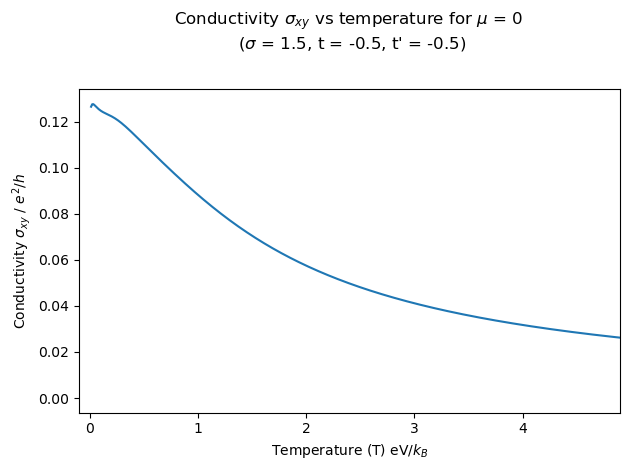 Conductivity σxy vs temperature for μ = 0
(σ = 1.5, t = -0.5, t' = -0.5)
Conductivity σxy / e²/h
0.12
0.10
0.08
0.06
0.04
0.02
0.00
0 1 2 3 4
Temperature (T) eV/kB